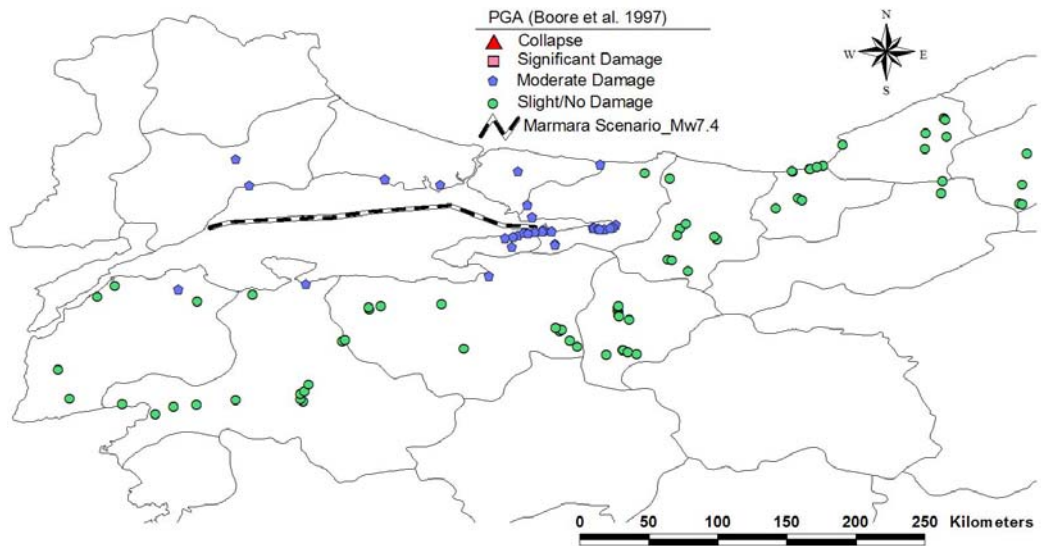 PGA (Boore et al. 1997)
Collapse
Significant Damage
Moderate Damage
Slight/No Damage
Marmara Scenario_Mw7.4
N
W E
S
0 50 100 150 200 250 Kilometers